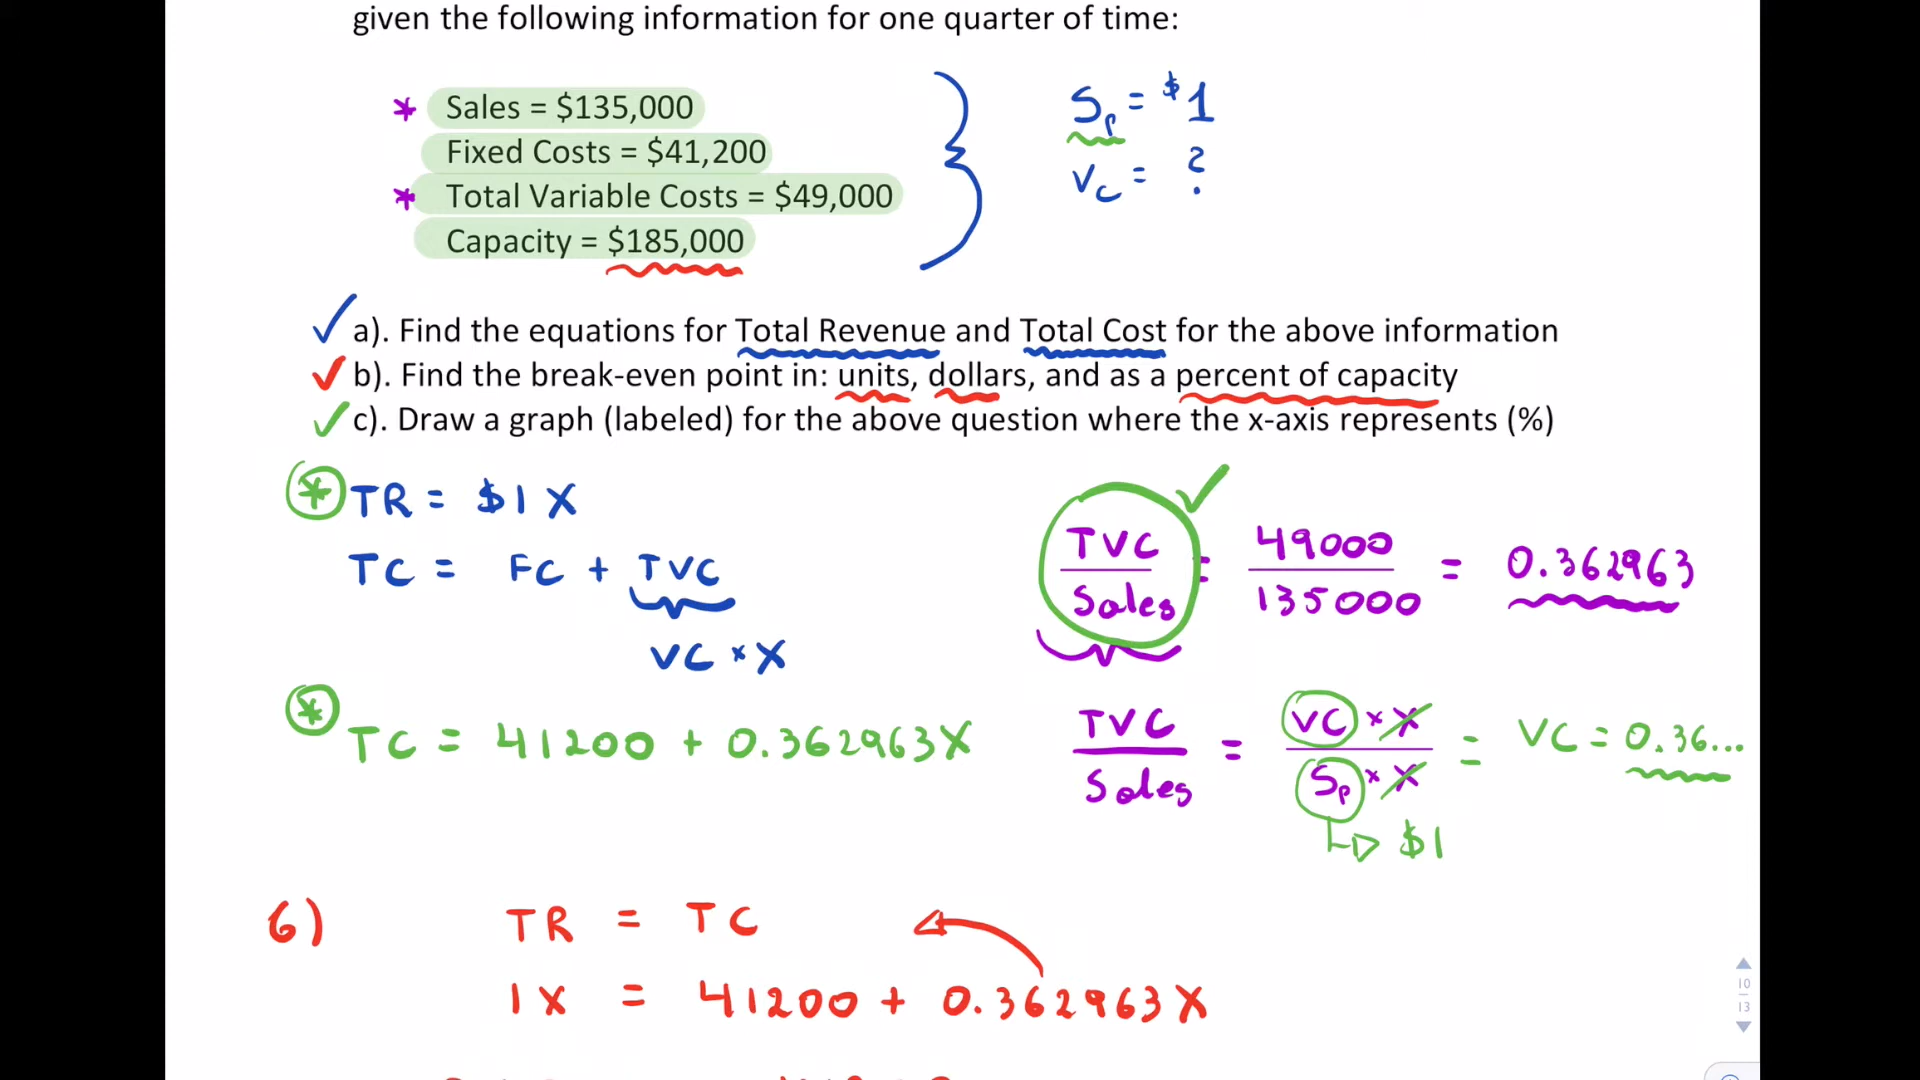 given the following information for one quarter of time:
* Sales = $135,000
Fixed Costs = $41,200
* Total Variable Costs = $49,000
Capacity = $185,000
Sp = $1
VC = ?
✓ a). Find the equations for Total Revenue and Total Cost for the above information
✓ b). Find the break-even point in: units, dollars, and as a percent of capacity
✓ c). Draw a graph (labeled) for the above question where the x-axis represents (%)
* TR = $1 X
TC = FC + TVC
VC × X
* TC = 41200 + 0.362963X
TVC / Sales = 49000 / 135000 = 0.362963
TVC / Sales = VC × X / Sp × X = VC = 0.36...
$1
6) TR = TC
1X = 41200 + 0.362963X
10
13